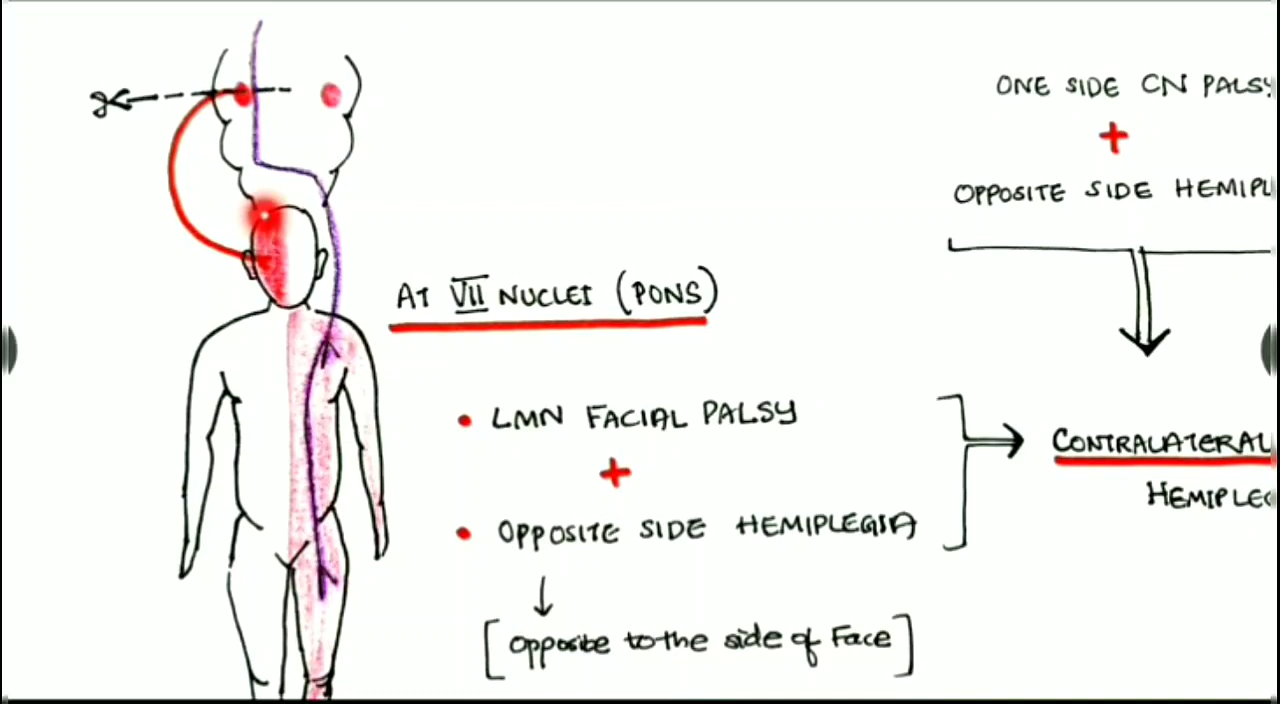 ONE SIDE CN PALSY
+
OPPOSITE SIDE HEMIPL
AT VII NUCLEI (PONS)
• LMN FACIAL PALSY
+
• OPPOSITE SIDE HEMIPLEGIA
[opposite to the side of Face]
CONTRALATERAL
HEMIPLEG